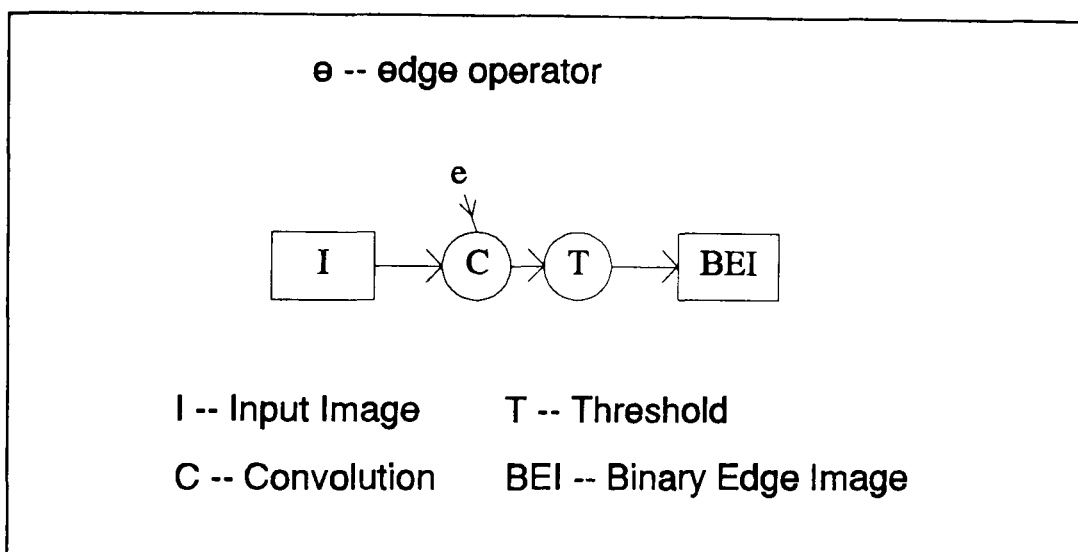 e -- edge operator
e
I C T BEI
I -- Input Image T -- Threshold
C -- Convolution BEI -- Binary Edge Image